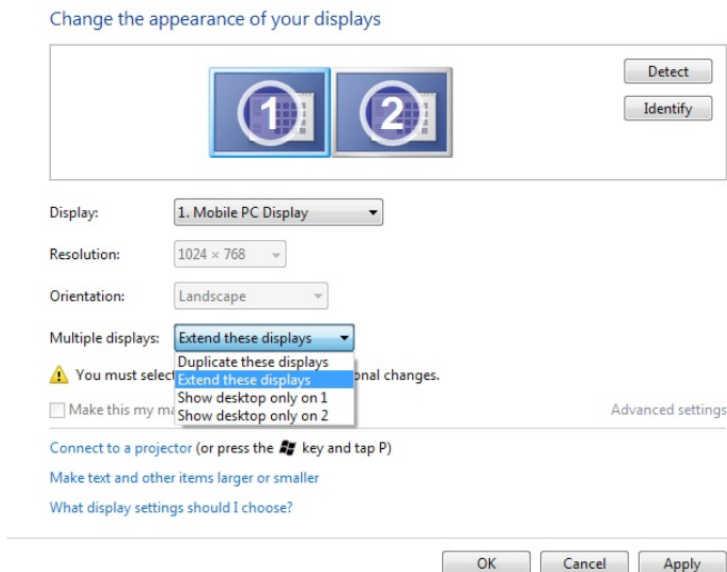 Change the appearance of your displays
1
2
Detect
Identify
Display:
1. Mobile PC Display
Resolution:
1024 × 768
Orientation:
Landscape
Multiple displays:
Extend these displays
Duplicate these displays
You must select
Extend these displays
onal changes.
Show desktop only on 1
Make this my ma
Show desktop only on 2
Advanced settings
Connect to a projector (or press the key and tap P)
Make text and other items larger or smaller
What display settings should I choose?
OK Cancel Apply